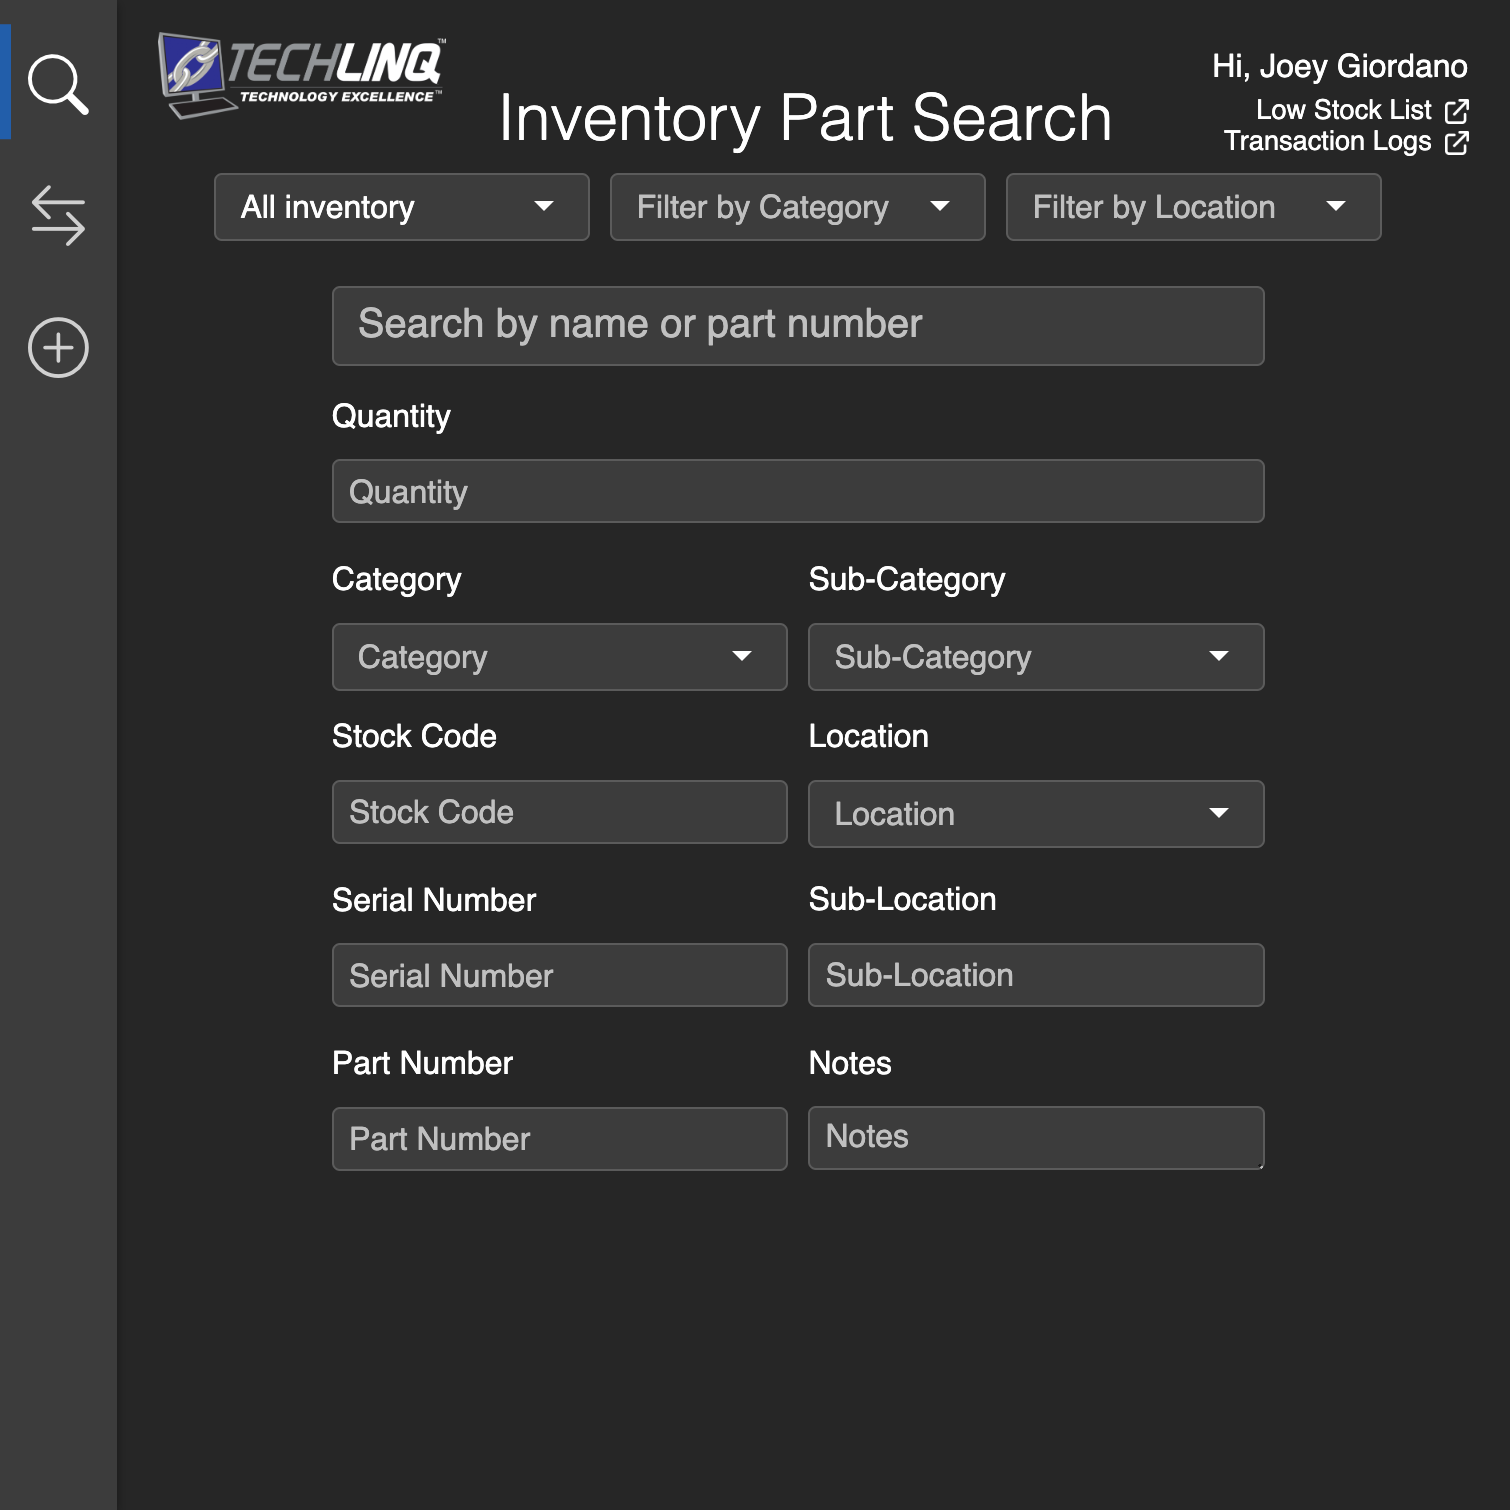 TECHLINQ™
TECHNOLOGY EXCELLENCE™
Inventory Part Search
Hi, Joey Giordano
Low Stock List
Transaction Logs
All inventory
Filter by Category
Filter by Location
Search by name or part number
Quantity
Quantity
Category
Sub-Category
Category
Sub-Category
Stock Code
Location
Stock Code
Location
Serial Number
Sub-Location
Serial Number
Sub-Location
Part Number
Notes
Part Number
Notes